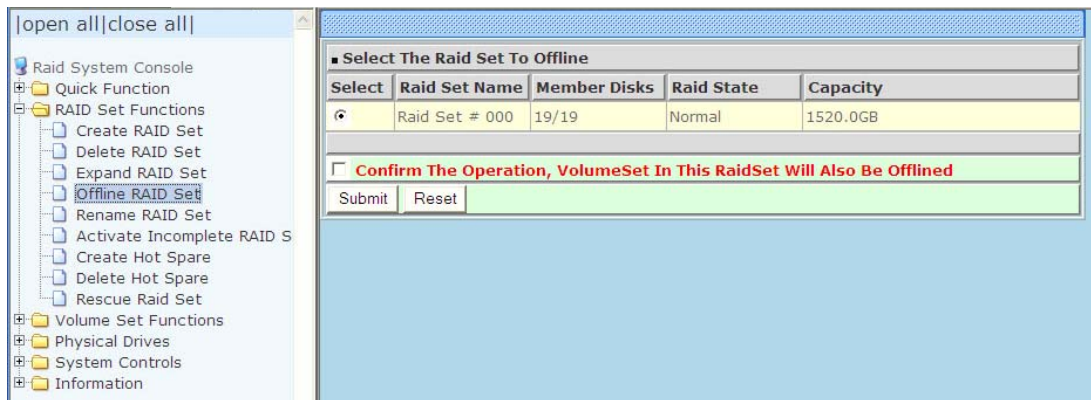 |open all|close all|
Raid System Console
Quick Function
RAID Set Functions
Create RAID Set
Delete RAID Set
Expand RAID Set
Offline RAID Set
Rename RAID Set
Activate Incomplete RAID S
Create Hot Spare
Delete Hot Spare
Rescue Raid Set
Volume Set Functions
Physical Drives
System Controls
Information
Select The Raid Set To Offline
Select Raid Set Name Member Disks Raid State Capacity
Raid Set # 000 19/19 Normal 1520.0GB
Confirm The Operation, VolumeSet In This RaidSet Will Also Be Offlined
Submit Reset